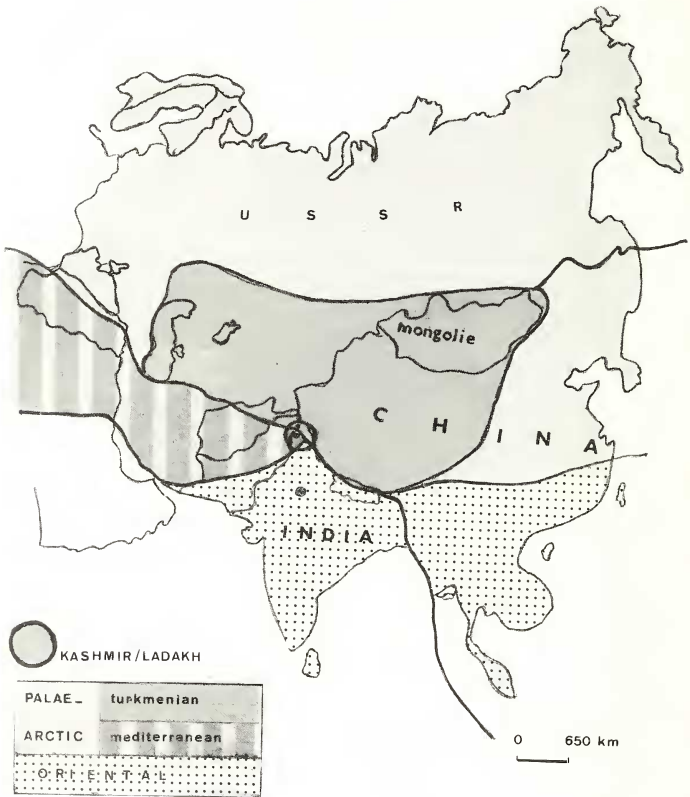 U S S R
mongolie
C H I N A
INDIA
KASHMIR/LADAKH
PALAE_ turkmenian
ARCTIC mediterranean
ORIENTAL
0 650 km